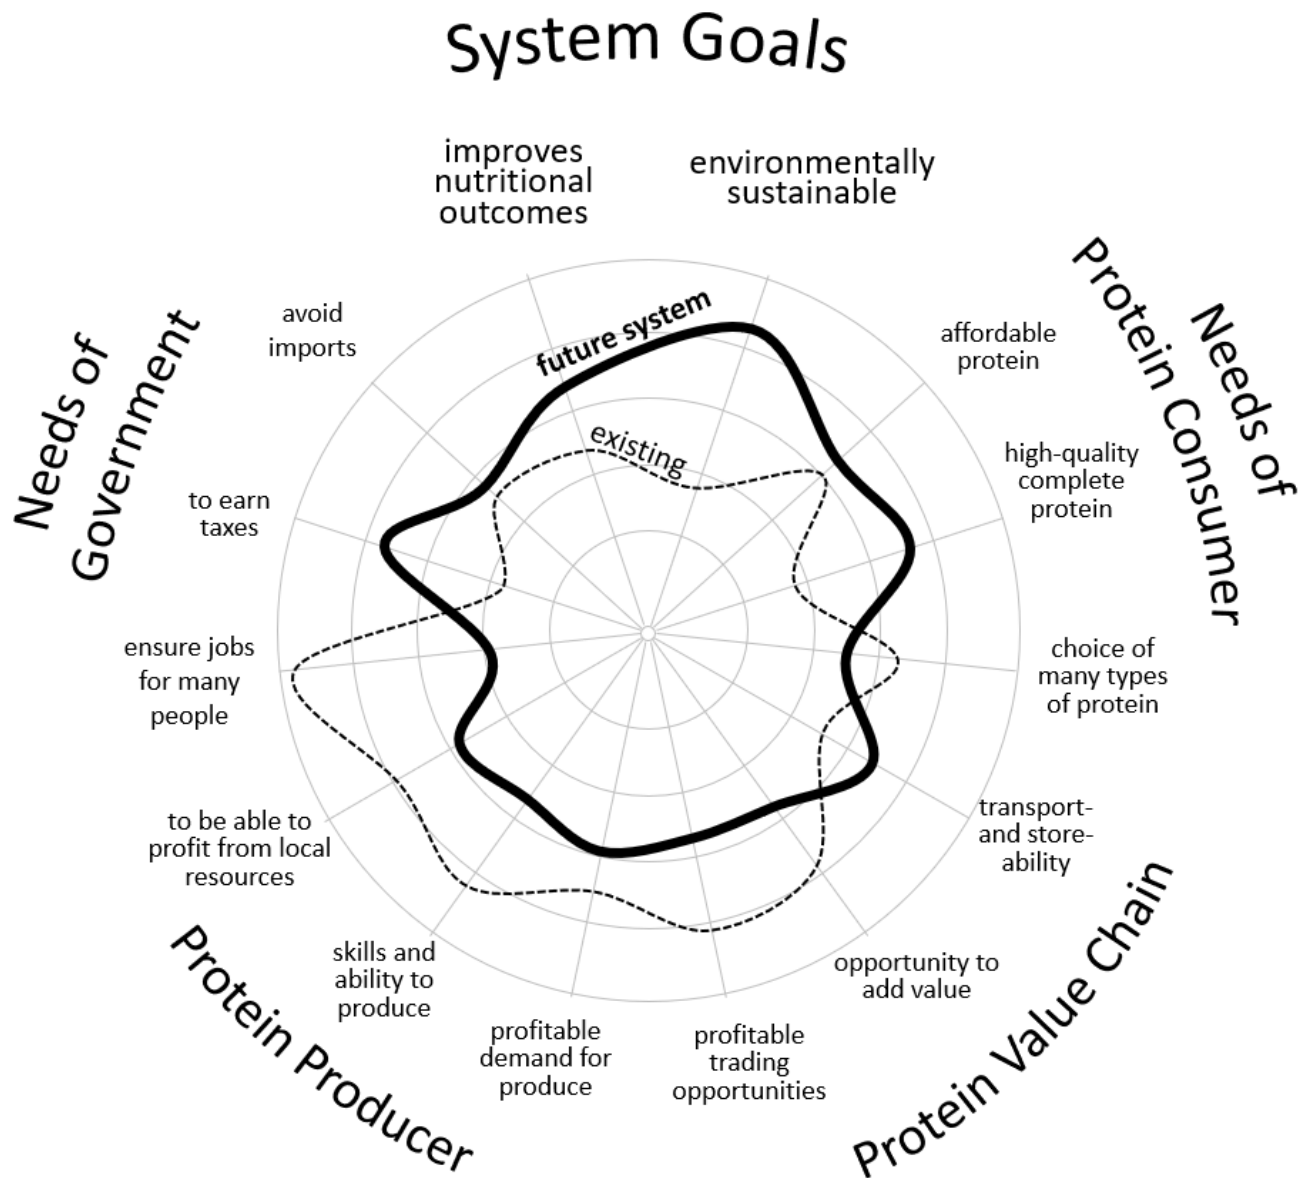 System Goals
improves
nutritional
outcomes
environmentally
sustainable
Needs of
Protein Consumer
affordable
protein
high-quality
complete
protein
choice of
many types
of protein
Protein Value Chain
transport-
and store-
ability
opportunity to
add value
profitable
trading
opportunities
Protein Producer
profitable
demand for
produce
skills and
ability to
produce
to be able to
profit from local
resources
Needs of
Government
ensure jobs
for many
people
to earn
taxes
avoid
imports
future system
existing